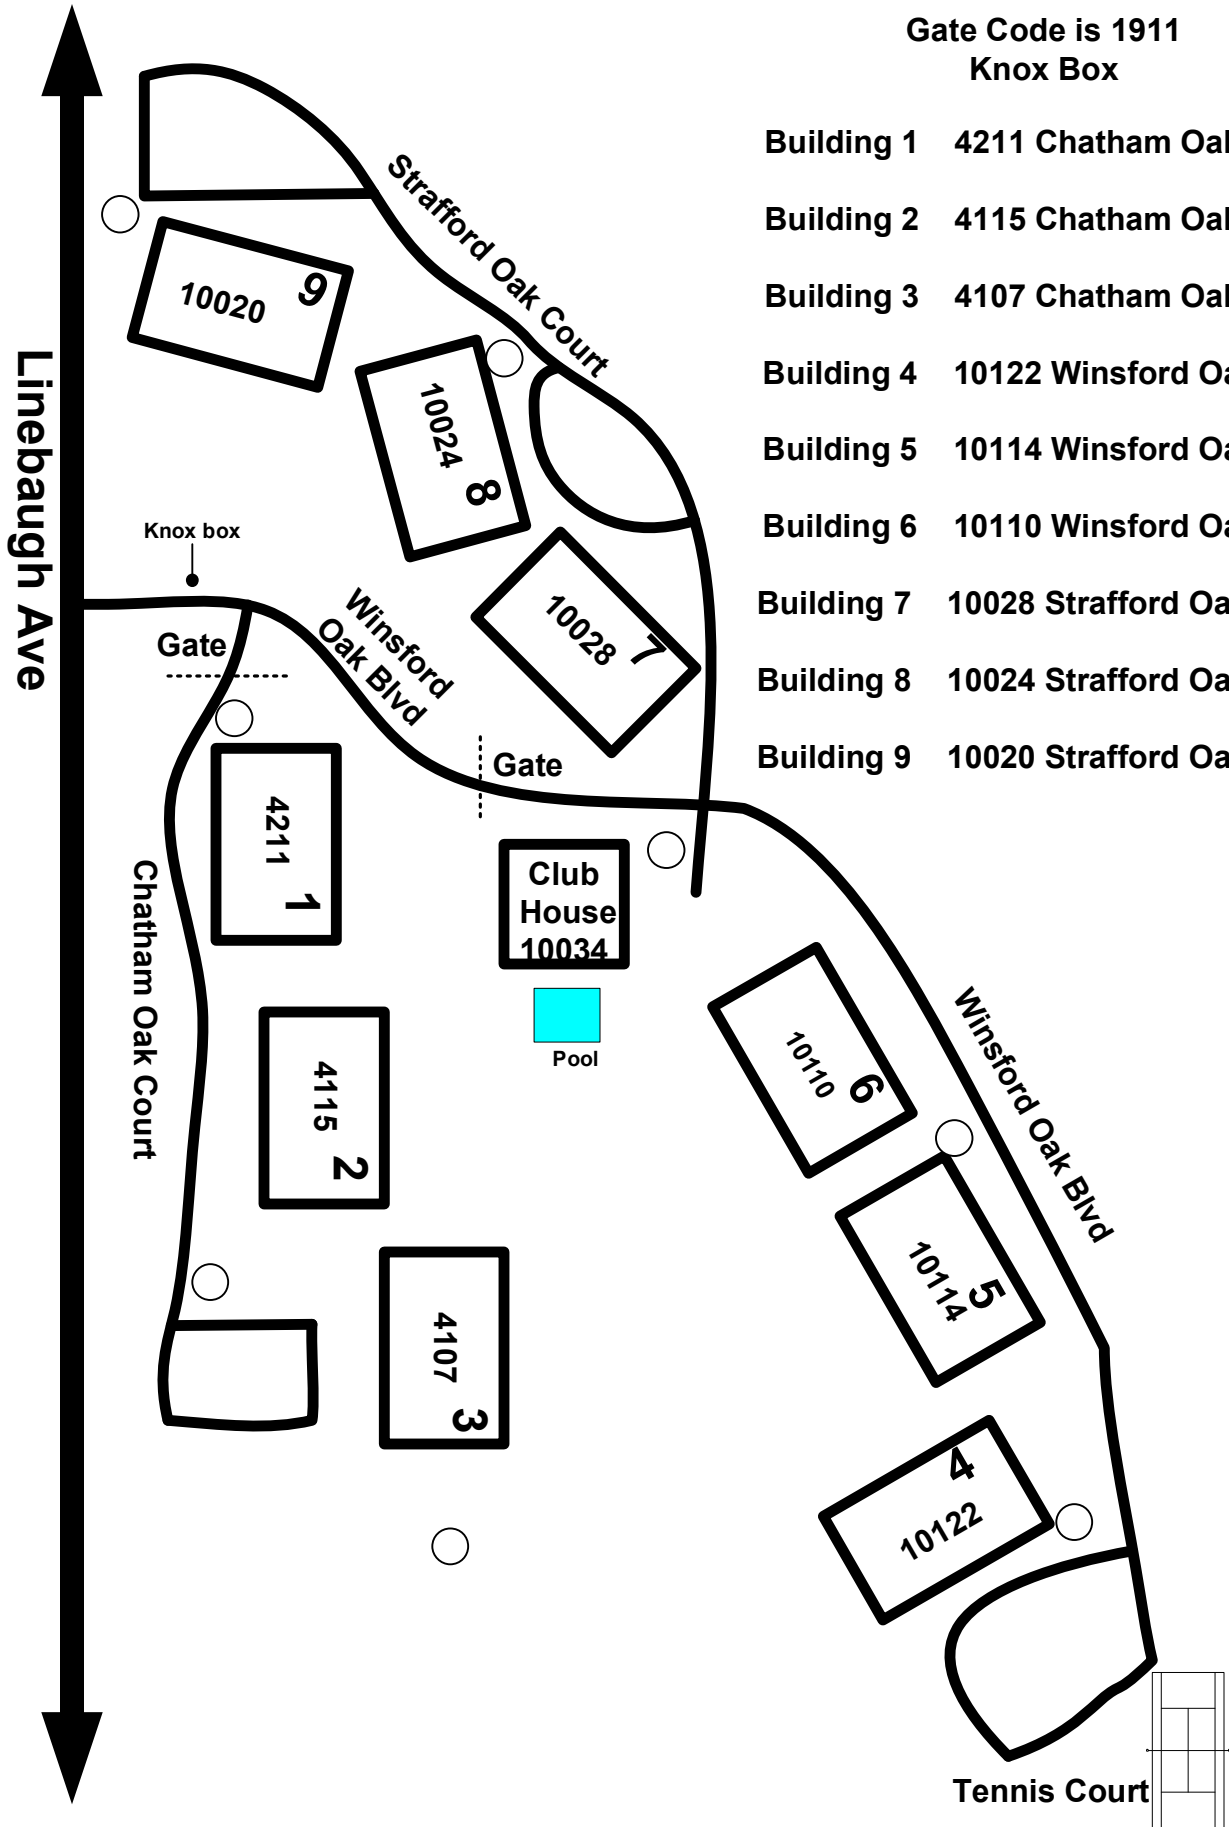 Gate Code is 1911
Knox Box
Building 1 4211 Chatham Oak
Building 2 4115 Chatham Oak
Building 3 4107 Chatham Oak
Building 4 10122 Winsford Oa
Building 5 10114 Winsford Oa
Building 6 10110 Winsford Oa
Building 7 10028 Strafford Oa
Building 8 10024 Strafford Oa
Building 9 10020 Strafford Oa
Strafford Oak Court
9
10020
10024
8
Linebaugh Ave
Knox box
10028
7
Winsford
Oak Blvd
Gate
Gate
4211
1
Club
House
10034
Chatham Oak Court
Pool
4115
2
10110
6
Winsford Oak Blvd
10114
5
4107
3
4
10122
Tennis Court